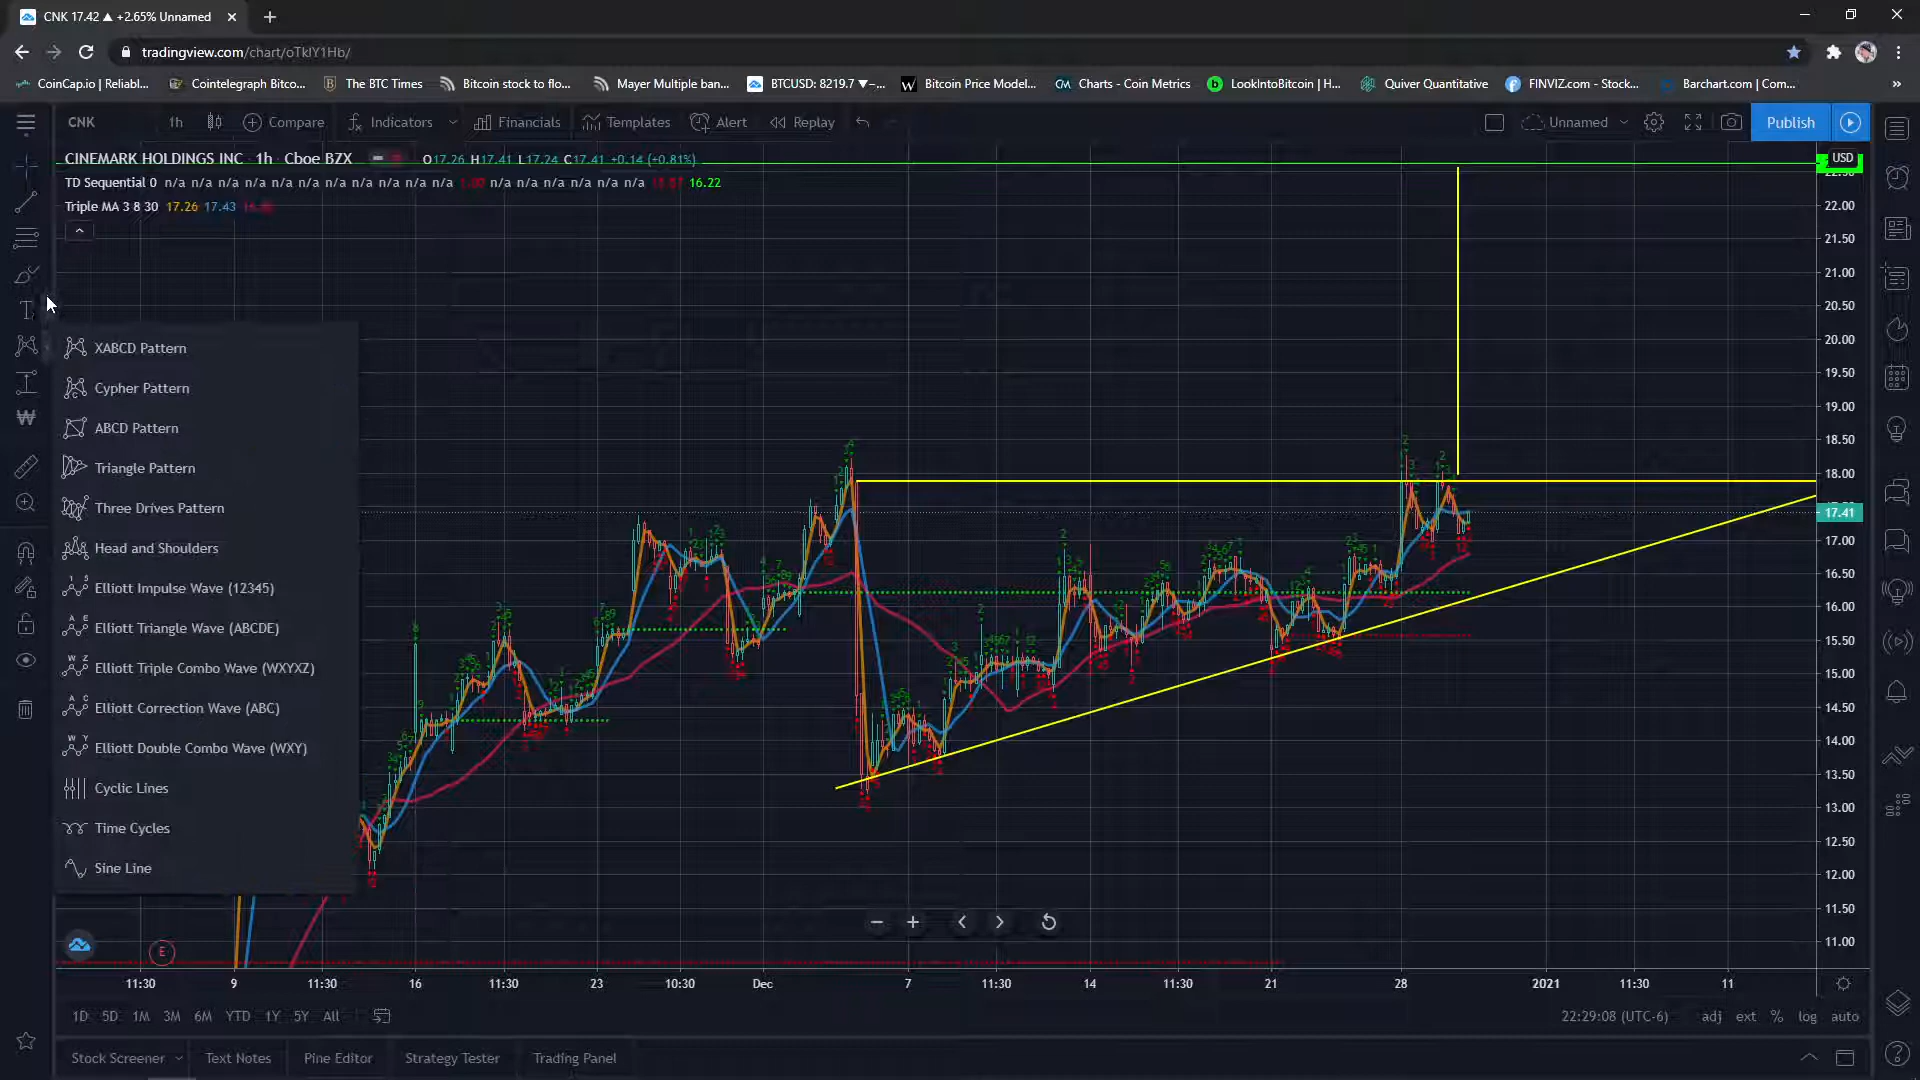 CNK 17.42 ▲ +2.65% Unnamed
tradingview.com/chart/oTkIY1Hb/
CoinCap.io | Reliabl... Cointelegraph Bitco... The BTC Times Bitcoin stock to flo... Mayer Multiple ban... BTCUSD: 8219.7 ▼−... Bitcoin Price Model... Charts - Coin Metrics LookIntoBitcoin | H... Quiver Quantitative FINVIZ.com - Stock... Barchart.com | Com... »
CNK 1h Compare Indicators Financials Templates Alert Replay Unnamed Publish
CINEMARK HOLDINGS INC 1h Cboe BZX O17.26 H17.41 L17.24 C17.41 +0.14 (+0.81%)
USD
TD Sequential 0 n/a n/a n/a n/a n/a n/a n/a n/a n/a n/a n/a n/a n/a n/a n/a n/a n/a 16.22
Triple MA 3 8 30 17.26 17.43
22.00
21.50
21.00
20.50
20.00
19.50
19.00
18.50
18.00
17.41
17.00
16.50
16.00
15.50
15.00
14.50
14.00
13.50
13.00
12.50
12.00
11.50
11.00
XABCD Pattern
Cypher Pattern
ABCD Pattern
Triangle Pattern
Three Drives Pattern
Head and Shoulders
Elliott Impulse Wave (12345)
Elliott Triangle Wave (ABCDE)
Elliott Triple Combo Wave (WXYXZ)
Elliott Correction Wave (ABC)
Elliott Double Combo Wave (WXY)
Cyclic Lines
Time Cycles
Sine Line
E
11:30 9 11:30 16 11:30 23 10:30 Dec 7 11:30 14 11:30 21 28 2021 11:30 11
1D 5D 1M 3M 6M YTD 1Y 5Y All 22:29:08 (UTC-6) adj ext % log auto
Stock Screener Text Notes Pine Editor Strategy Tester Trading Panel